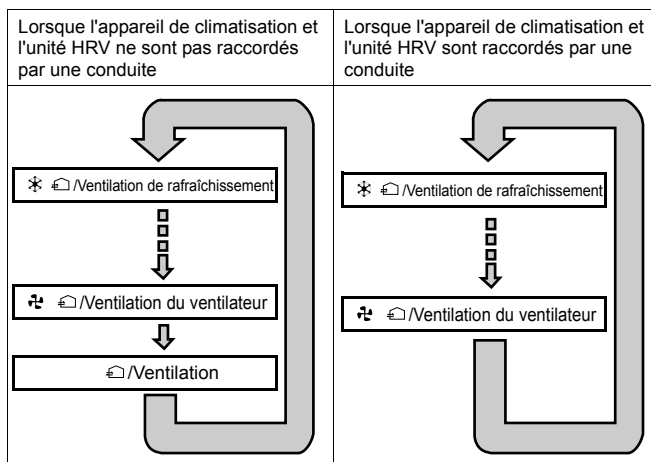 Lorsque l'appareil de climatisation et
l'unité HRV ne sont pas raccordés
par une conduite
/Ventilation de rafraîchissement
/Ventilation du ventilateur
/Ventilation
Lorsque l'appareil de climatisation et
l'unité HRV sont raccordés par une
conduite
/Ventilation de rafraîchissement
/Ventilation du ventilateur